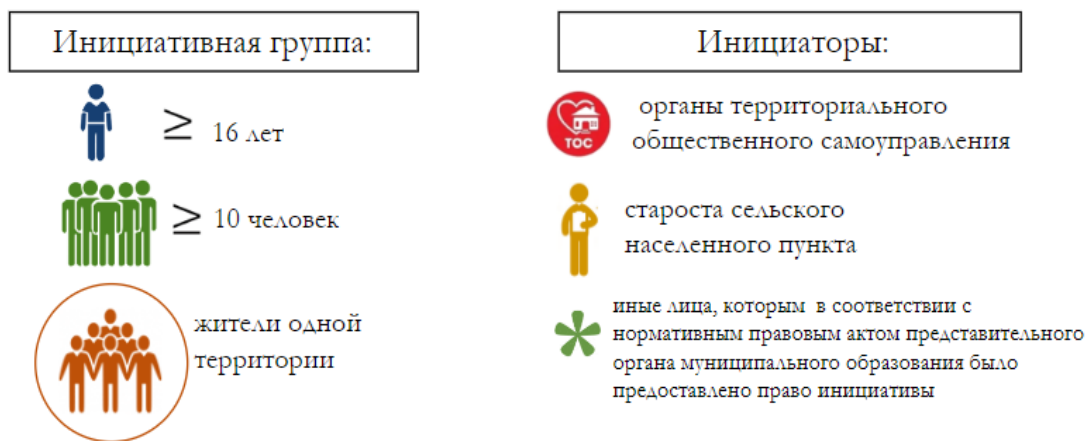 Инициативная группа:
≥ 16 лет
≥ 10 человек
жители одной
территории
Инициаторы:
ТОС
органы территориального
общественного самоуправления
староста сельского
населенного пункта
иные лица, которым в соответствии с
нормативным правовым актом представительного
органа муниципального образования было
предоставлено право инициативы